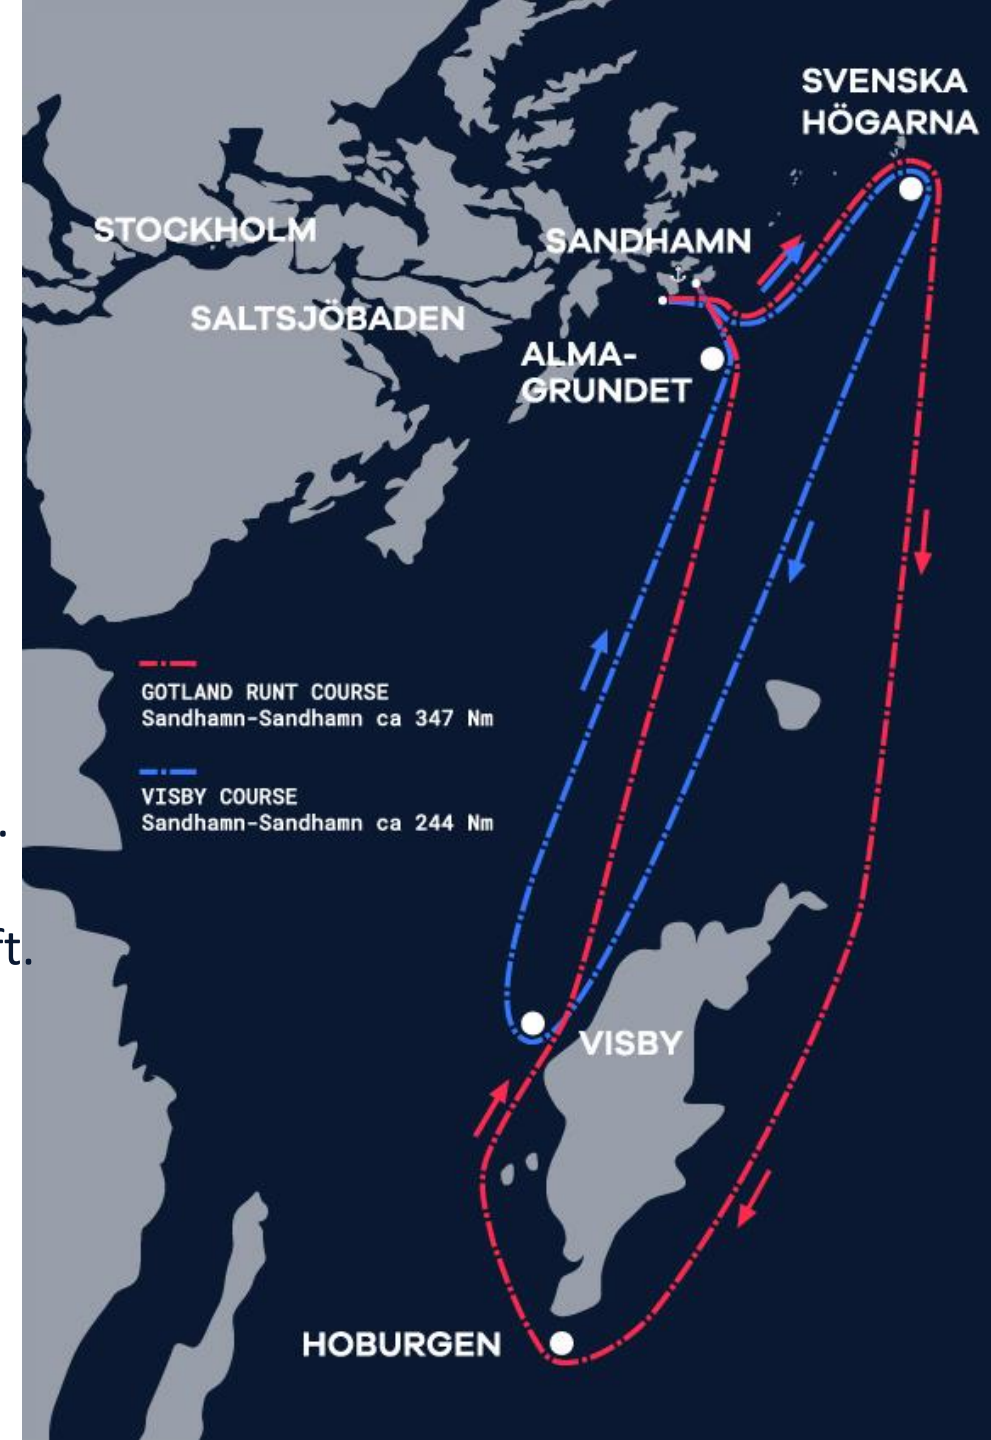 SVENSKA
HÖGARNA
STOCKHOLM
SANDHAMN
SALTSJÖBADEN
ALMA-
GRUNDET
GOTLAND RUNT COURSE
Sandhamn-Sandhamn ca 347 Nm
VISBY COURSE
Sandhamn-Sandhamn ca 244 Nm
.
ft.
VISBY
HOBURGEN